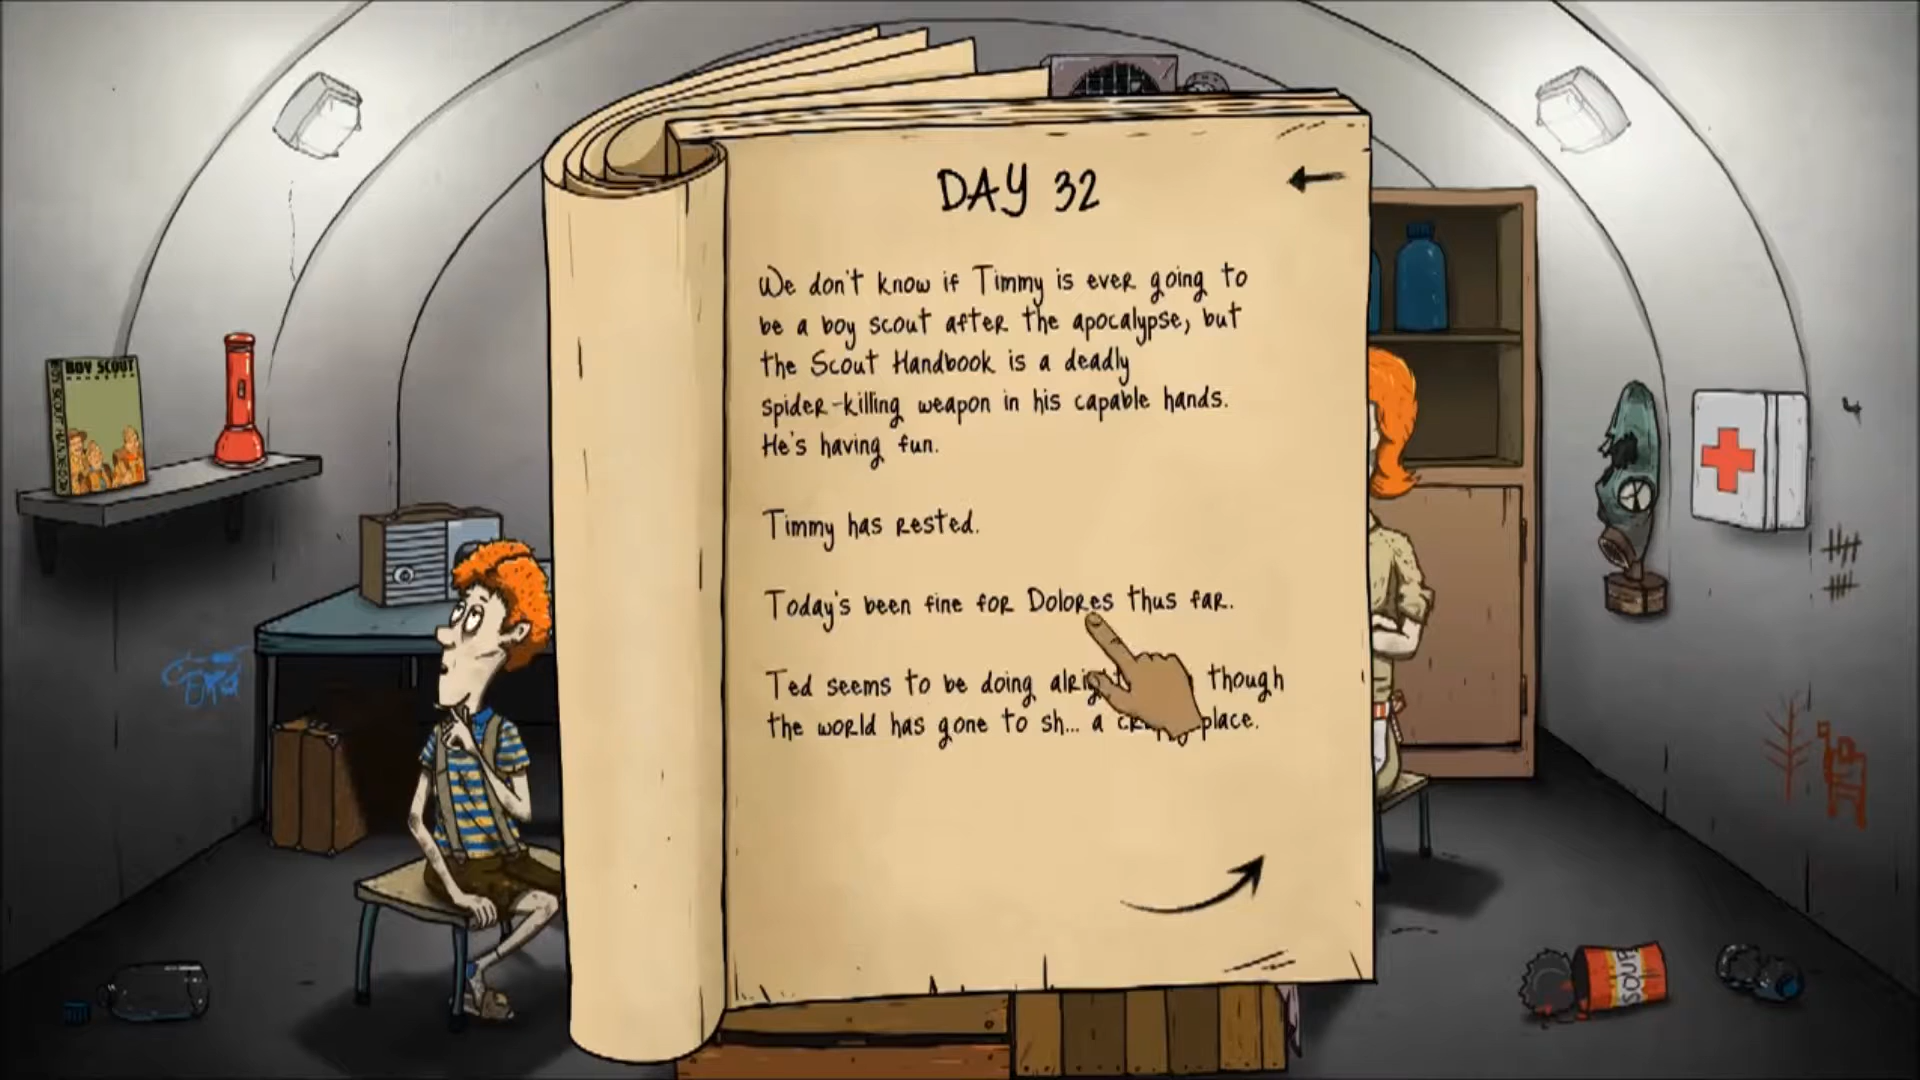 DAY 32
We don't know if Timmy is ever going to
be a boy scout after the apocalypse, but
the Scout Handbook is a deadly
spider-killing weapon in his capable hands.
He's having fun.
Timmy has rested.
Today's been fine for Dolores thus far.
Ted seems to be doing though
the world has gone to sh... a place.
BOY SCOUT
SOUP